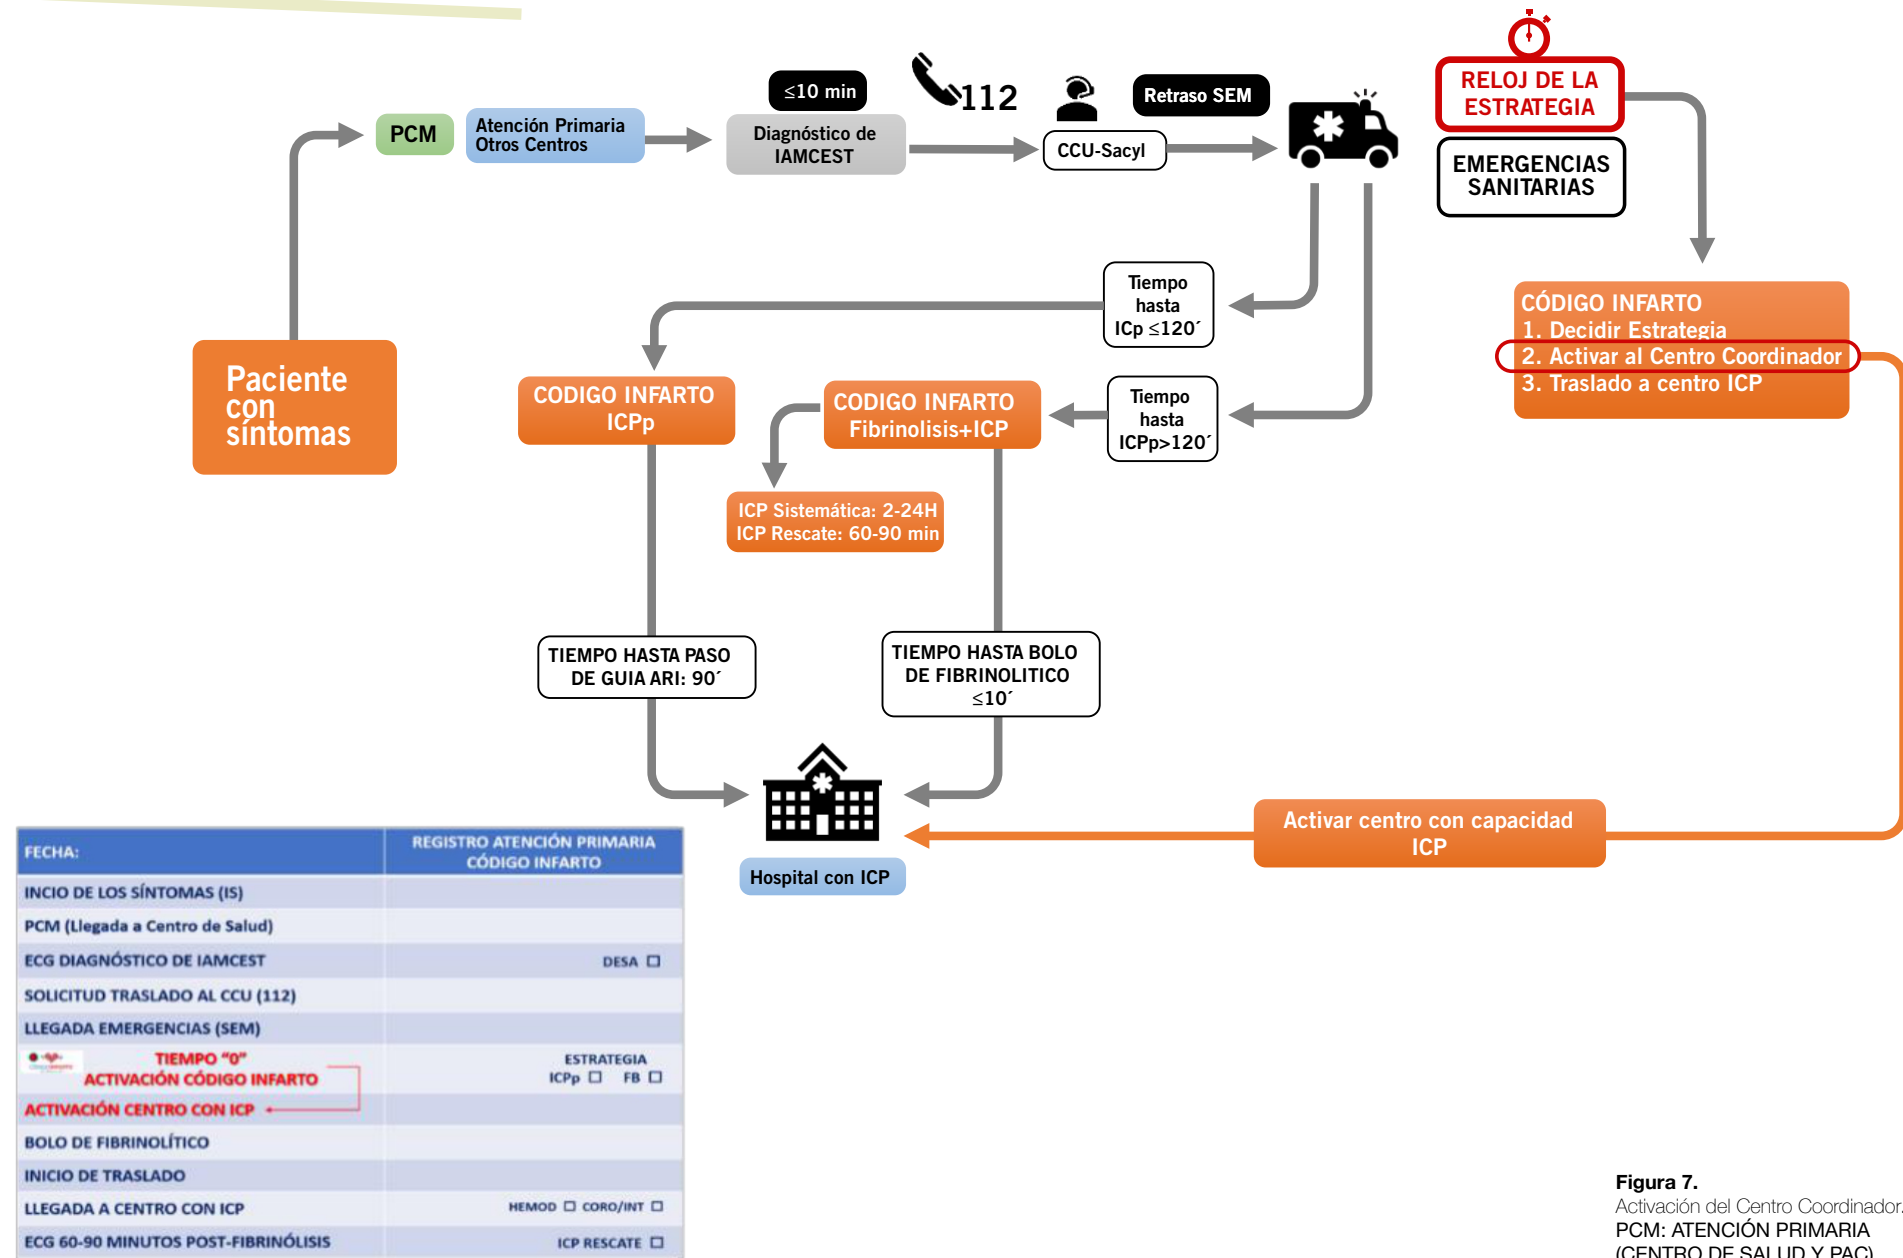 ≤10 min
112
Retraso SEM
RELOJ DE LA
ESTRATEGIA
PCM
Atención Primaria
Otros Centros
Diagnóstico de
IAMCEST
CCU-Sacyl
EMERGENCIAS
SANITARIAS
Tiempo
hasta
ICp ≤120´
CÓDIGO INFARTO
1. Decidir Estrategia
2. Activar al Centro Coordinador
3. Traslado a centro ICP
Paciente
con
síntomas
CODIGO INFARTO
ICPp
CODIGO INFARTO
Fibrinolisis+ICP
Tiempo
hasta
ICPp>120´
ICP Sistemática: 2-24H
ICP Rescate: 60-90 min
TIEMPO HASTA PASO
DE GUIA ARI: 90´
TIEMPO HASTA BOLO
DE FIBRINOLITICO
≤10´
Activar centro con capacidad
ICP
Hospital con ICP
FECHA:
REGISTRO ATENCIÓN PRIMARIA
CÓDIGO INFARTO
INCIO DE LOS SÍNTOMAS (IS)
PCM (Llegada a Centro de Salud)
ECG DIAGNÓSTICO DE IAMCEST DESA ☐
SOLICITUD TRASLADO AL CCU (112)
LLEGADA EMERGENCIAS (SEM)
TIEMPO "0"
ACTIVACIÓN CÓDIGO INFARTO
ESTRATEGIA
ICPp ☐ FB ☐
ACTIVACIÓN CENTRO CON ICP
BOLO DE FIBRINOLÍTICO
INICIO DE TRASLADO
LLEGADA A CENTRO CON ICP HEMOD ☐ CORO/INT ☐
ECG 60-90 MINUTOS POST-FIBRINÓLISIS ICP RESCATE ☐
Figura 7.
Activación del Centro Coordinador.
PCM: ATENCIÓN PRIMARIA
(CENTRO DE SALUD Y PAC)